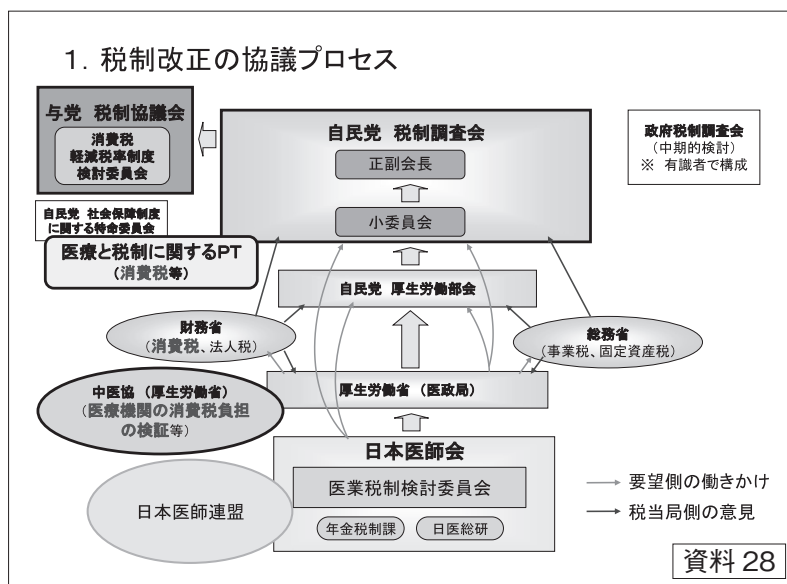 1. 税制改正の協議プロセス
与党 税制協議会
消費税
軽減税率制度
検討委員会
自民党 税制調査会
正副会長
小委員会
政府税制調査会
(中期的検討)
※ 有識者で構成
自民党 社会保障制度
に関する特命委員会
医療と税制に関するPT
(消費税等)
自民党 厚生労働部会
財務省
(消費税、法人税)
総務省
(事業税、固定資産税)
中医協 (厚生労働省)
(医療機関の消費税負担
の検証等)
厚生労働省 (医政局)
日本医師会
医業税制検討委員会
年金税制課
日医総研
日本医師連盟
要望側の働きかけ
税当局側の意見
資料 28